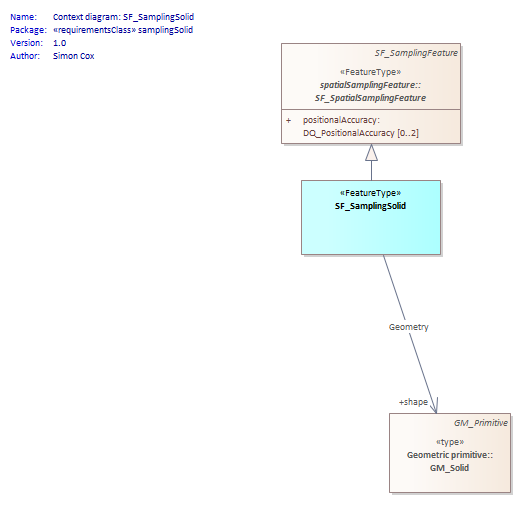 Name: Context diagram: SF_SamplingSolid
Package: «requirementsClass» samplingSolid
Version: 1.0
Author: Simon Cox
SF_SamplingFeature
«FeatureType»
spatialSamplingFeature::
SF_SpatialSamplingFeature
+ positionalAccuracy:
DQ_PositionalAccuracy [0..2]
«FeatureType»
SF_SamplingSolid
Geometry
+shape
GM_Primitive
«type»
Geometric primitive::
GM_Solid